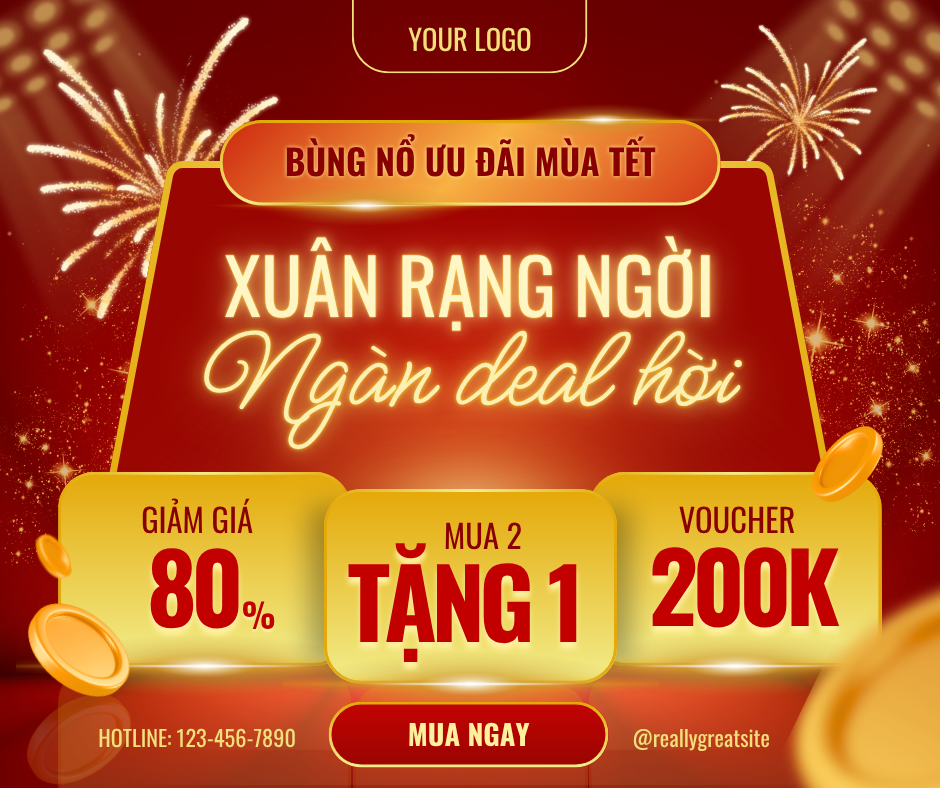 YOUR LOGO
BÙNG NỔ ƯU ĐÃI MÙA TẾT
XUÂN RẠNG NGỜI
Ngàn deal hời
GIẢM GIÁ
80%
MUA 2
TẶNG 1
VOUCHER
200K
HOTLINE: 123-456-7890
MUA NGAY
@reallygreatsite